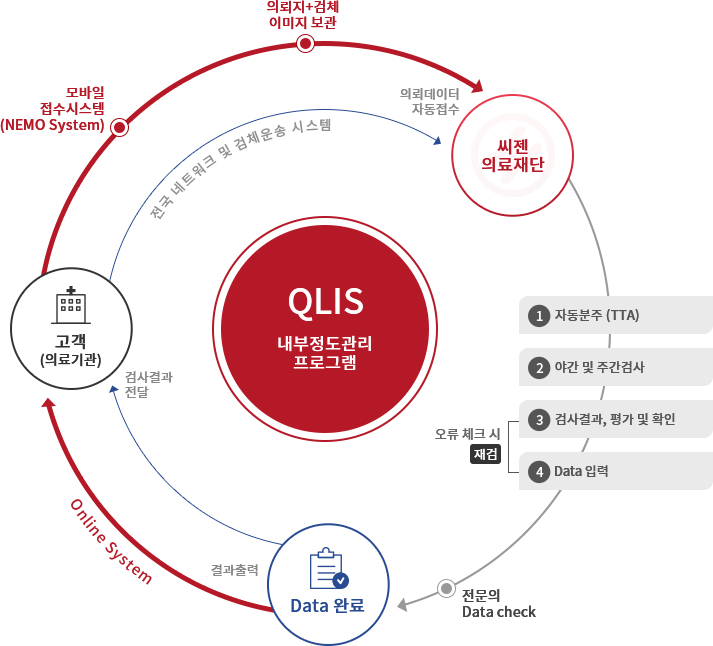 의뢰지+검체
이미지 보관
모바일
접수시스템
(NEMO System)
의뢰데이터
자동접수
전국 네트워크 및 검체운송 시스템
씨젠
의료재단
QLIS
내부정도관리
프로그램
고객
(의료기관)
검사결과
전달
1 자동분주 (TTA)
2 야간 및 주간검사
3 검사결과, 평가 및 확인
오류 체크 시
재검
4 Data 입력
Online System
결과출력
Data 완료
전문의
Data check